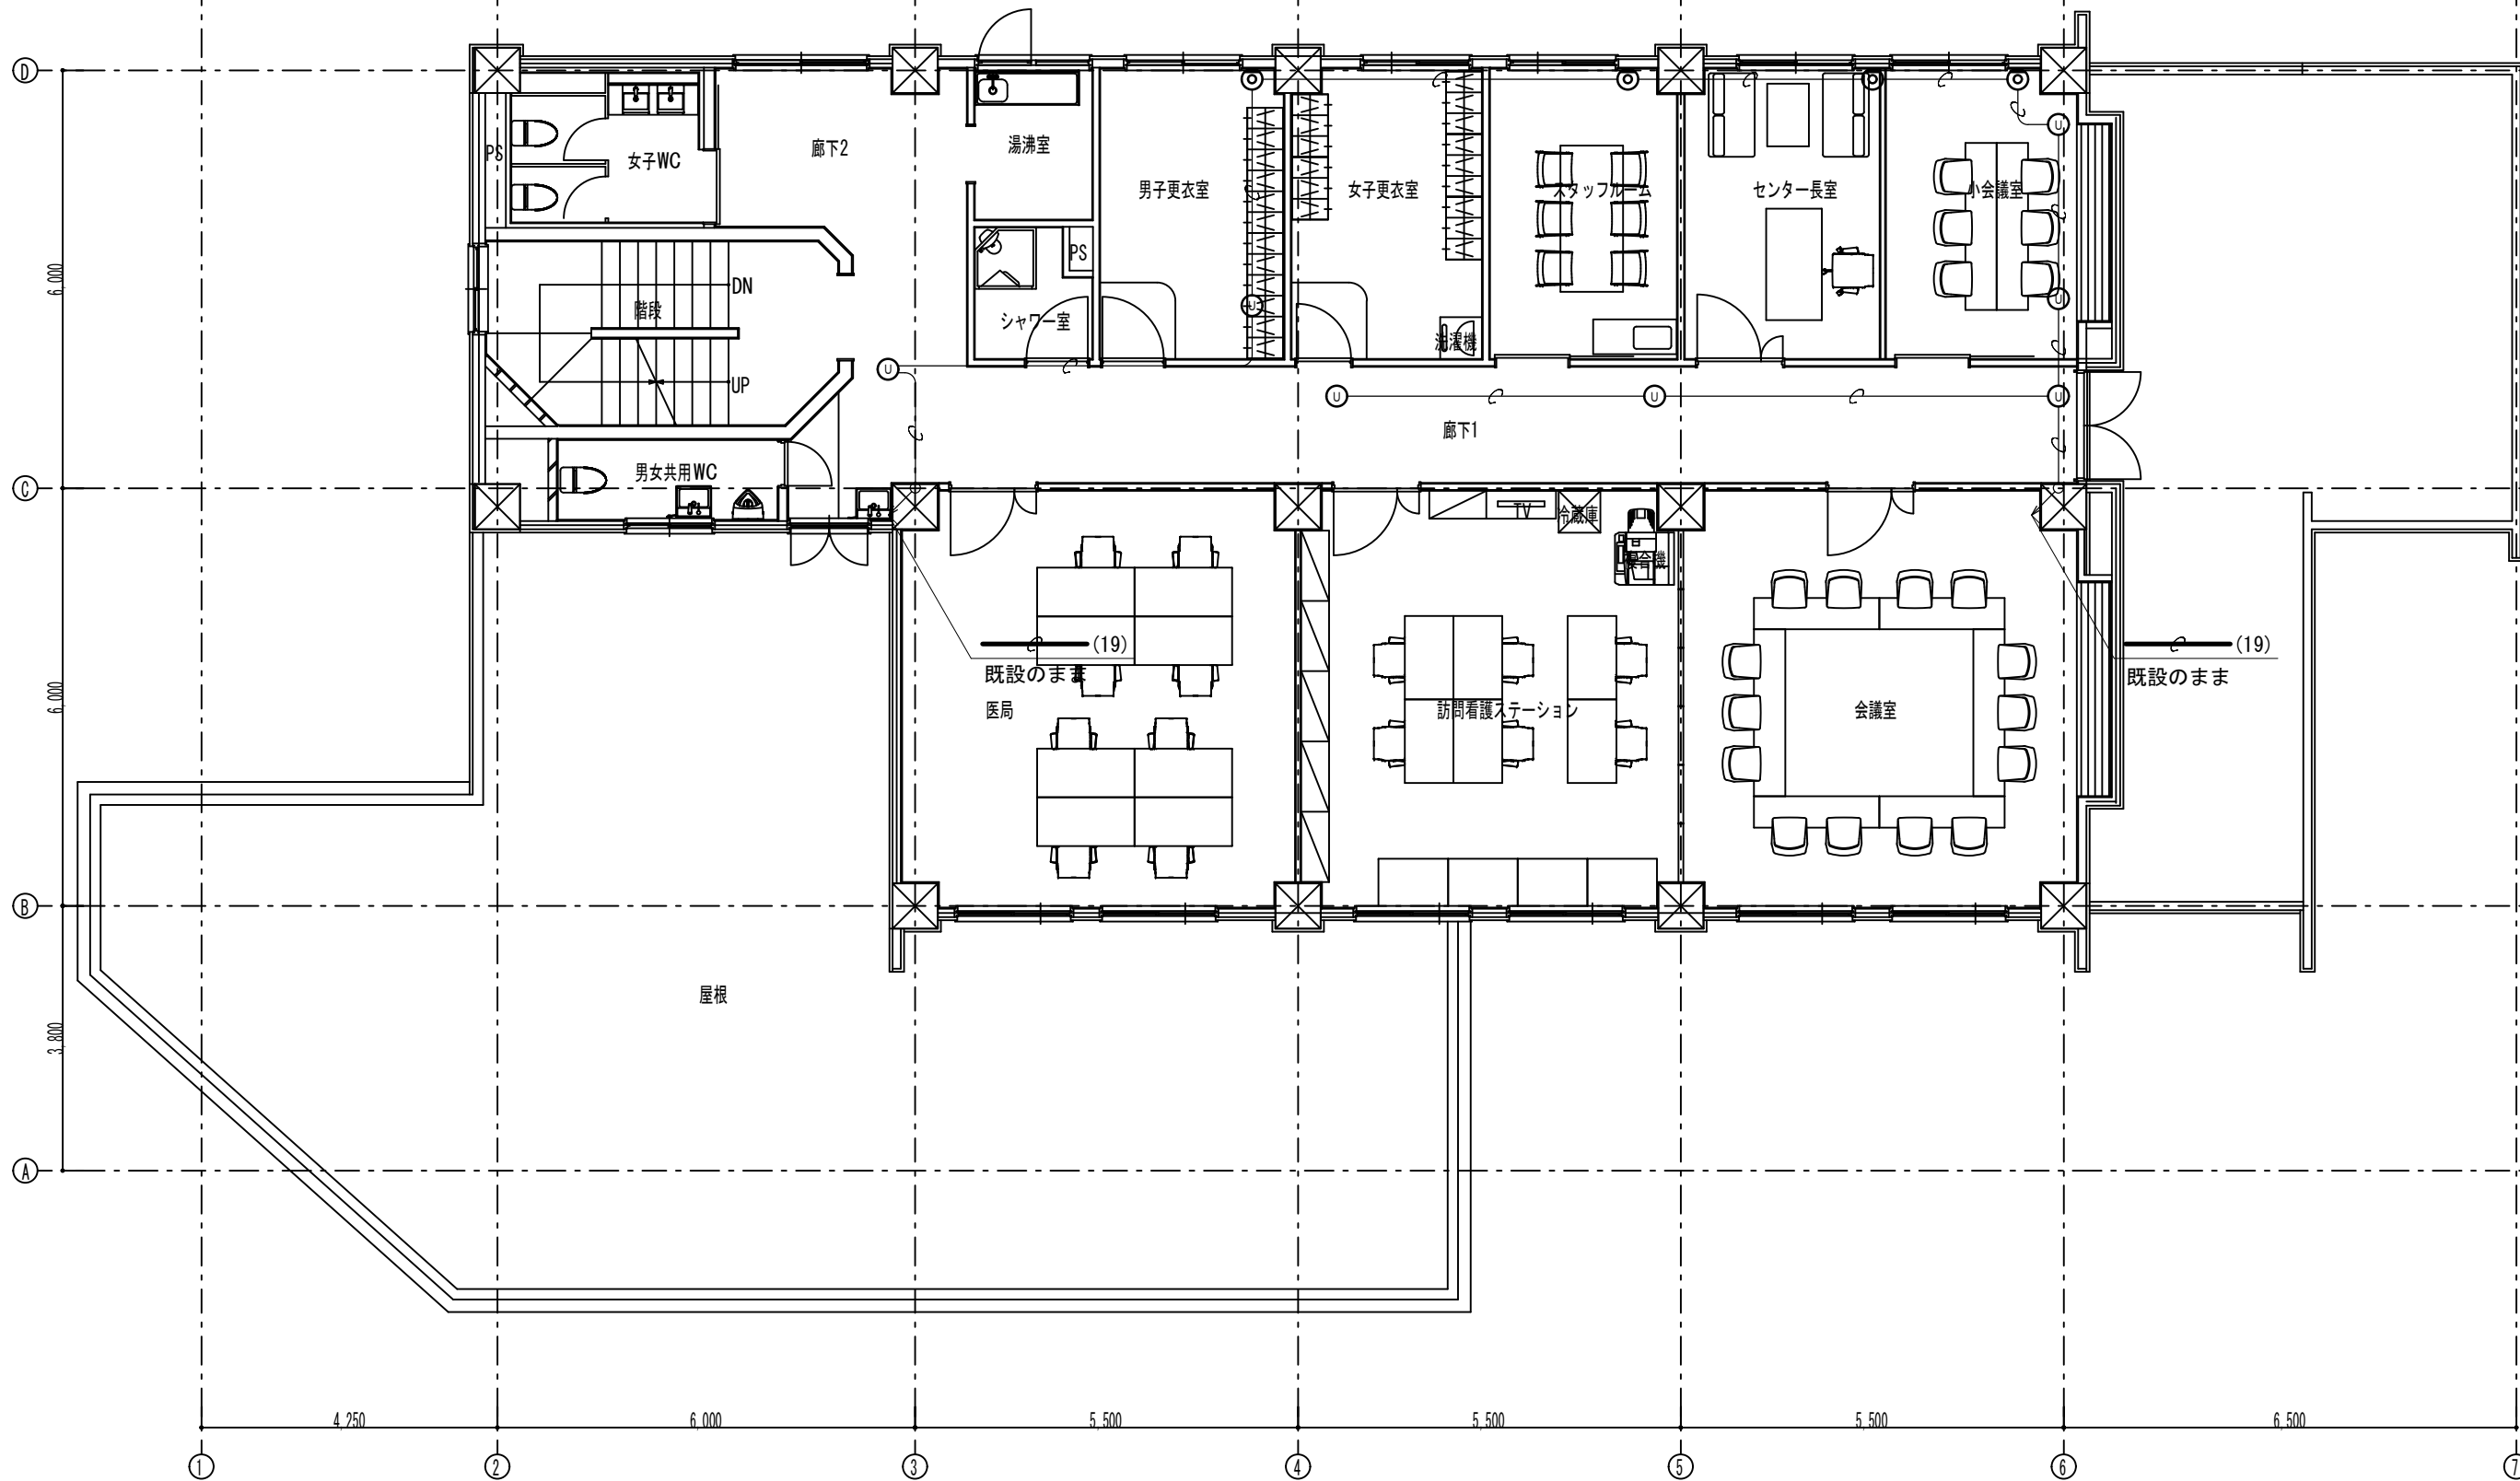 D
PS
女子WC
廊下2
湯沸室
男子更衣室
女子更衣室
スタッフルーム
センター長室
小会議室
U
6,000
DN
階段
PS
U
U
シャワー室
洗濯機
UP
U
U
U
U
廊下1
C
男女共用WC
TV
冷蔵庫
複合機
(19)
既設のまま
(19)
既設のまま
6,000
医局
訪問看護ステーション
会議室
B
屋根
3,800
A
4,250
6,000
5,500
5,500
5,500
6,500
1
2
3
4
5
6
7